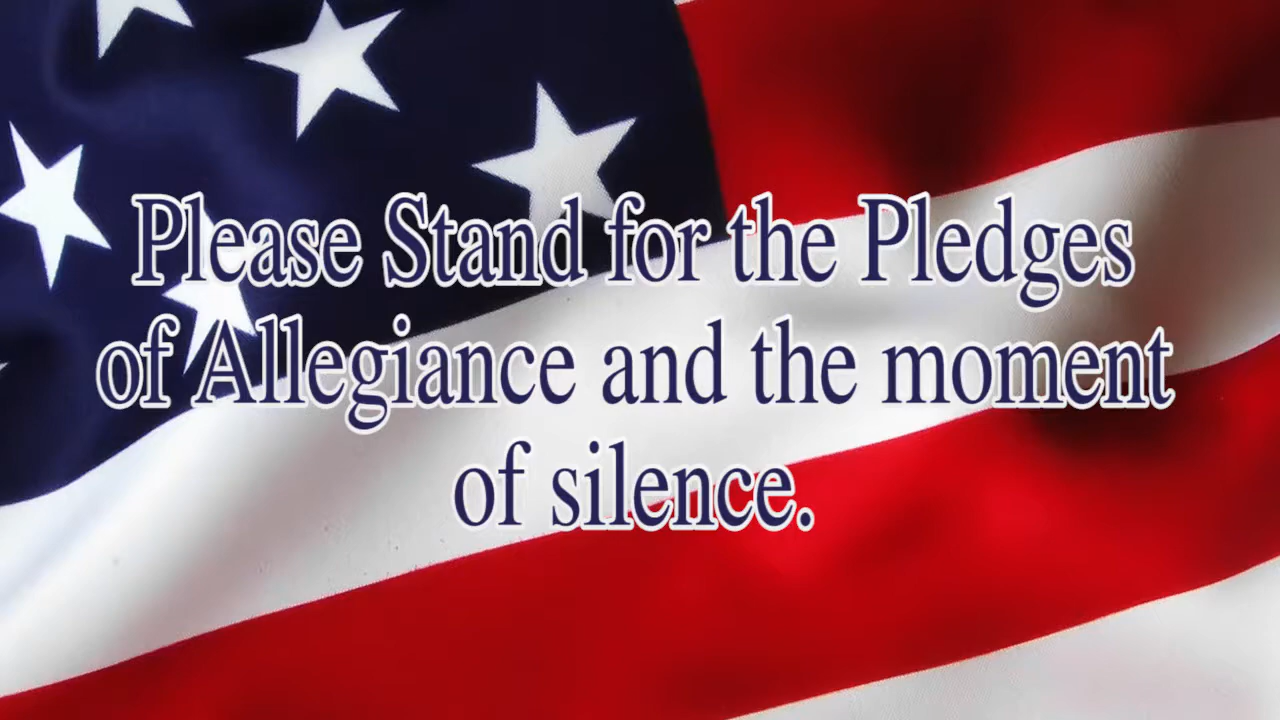 Please Stand for the Pledges
of Allegiance and the moment
of silence.